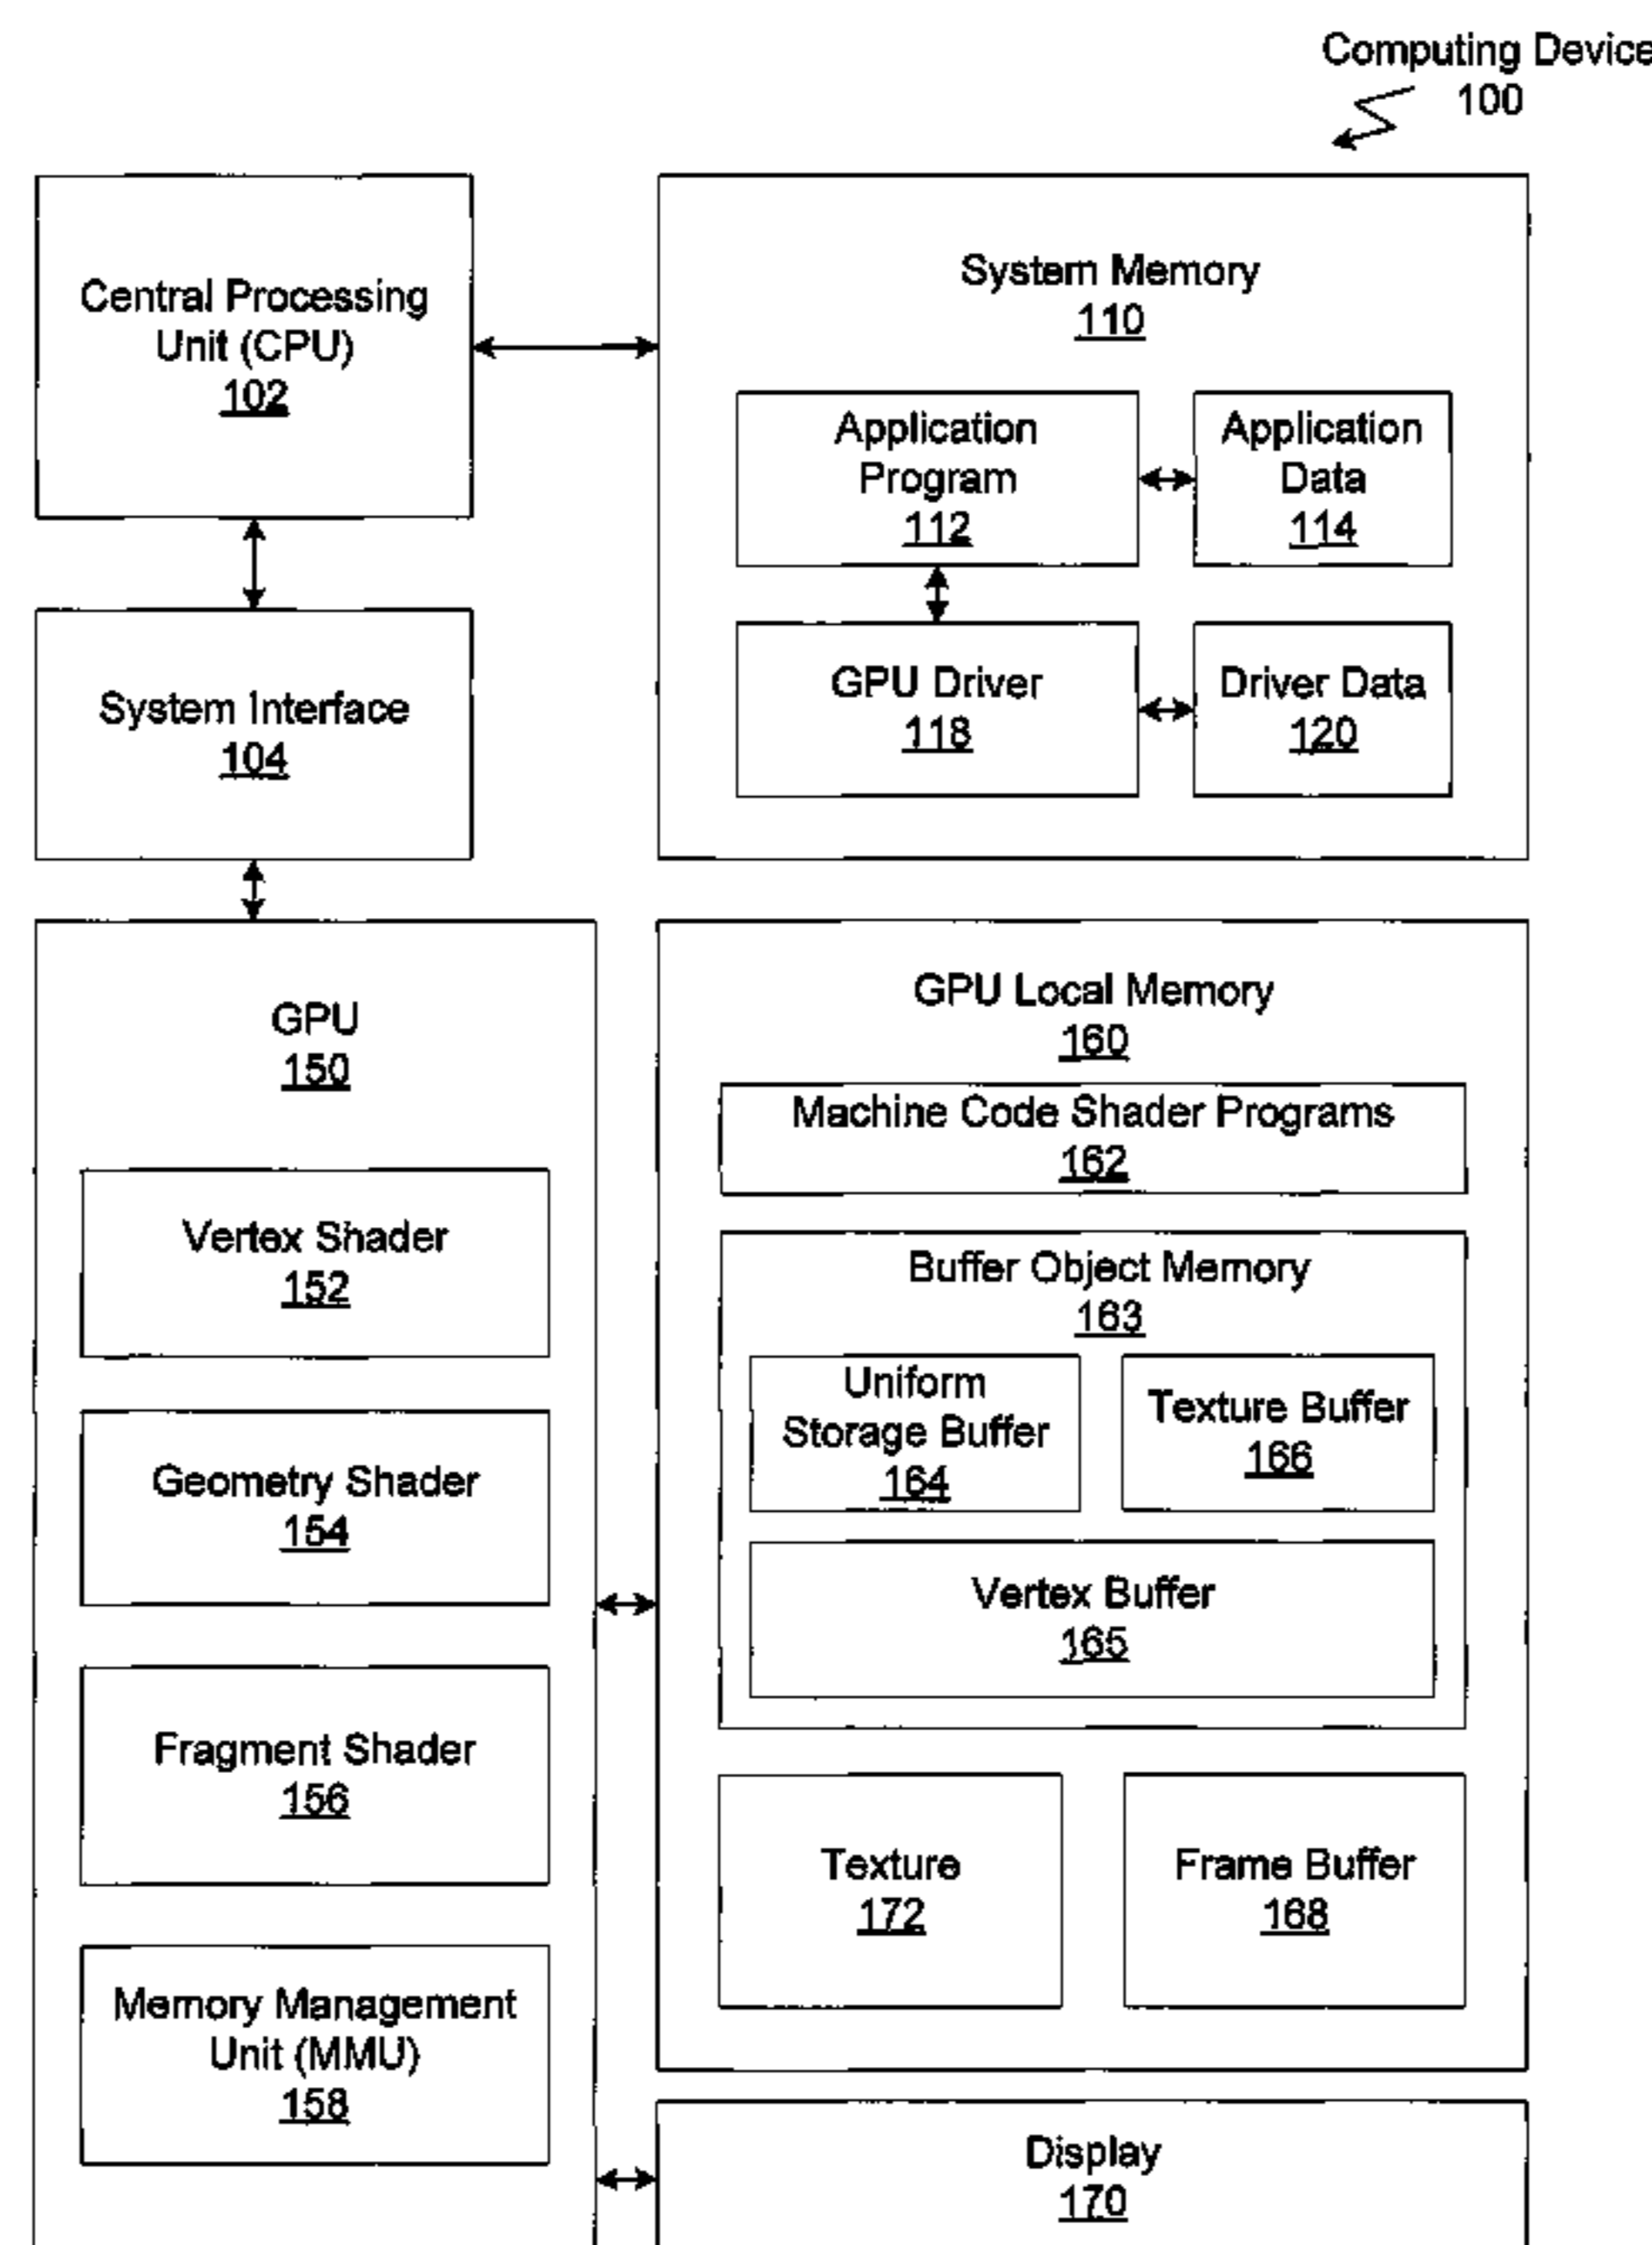 Computing Device
100
Central Processing
Unit (CPU)
102
System Memory
110
Application
Program
112
Application
Data
114
System Interface
104
GPU Driver
118
Driver Data
120
GPU
150
Vertex Shader
152
Geometry Shader
154
Fragment Shader
156
Memory Management
Unit (MMU)
158
GPU Local Memory
160
Machine Code Shader Programs
162
Buffer Object Memory
163
Uniform
Storage Buffer
164
Texture Buffer
166
Vertex Buffer
165
Texture
172
Frame Buffer
168
Display
170